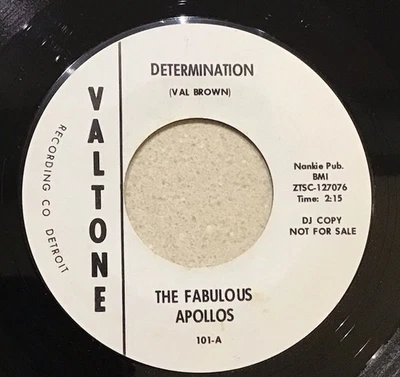 DETERMINATION
(VAL BROWN)
VALTONE
RECORDING CO DETROIT
Nankie Pub.
BMI
ZTSC-127076
Time: 2:15
DJ COPY
NOT FOR SALE
THE FABULOUS
APOLLOS
101-A